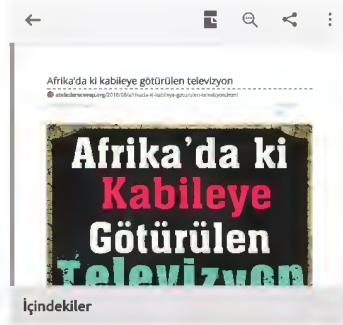 Afrika'da ki kabileye götürülen televizyon
Afrika'da ki
Kabileye
Götürülen
Televizyon
İçindekiler